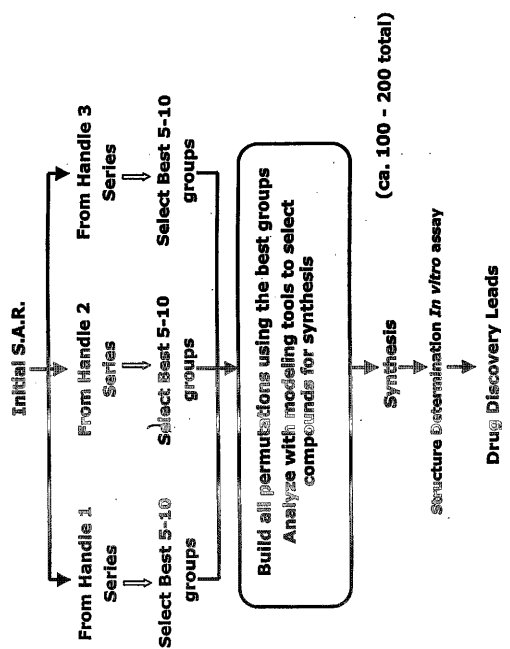 Initial S.A.R.
From Handle 1
Series
From Handle 2
Series
From Handle 3
Series
Select Best 5-10
groups
Select Best 5-10
groups
Select Best 5-10
groups
Build all permutations using the best groups
Analyze with modeling tools to select
compounds for synthesis
Synthesis
(ca. 100 - 200 total)
Structure Determination In vitro assay
Drug Discovery Leads